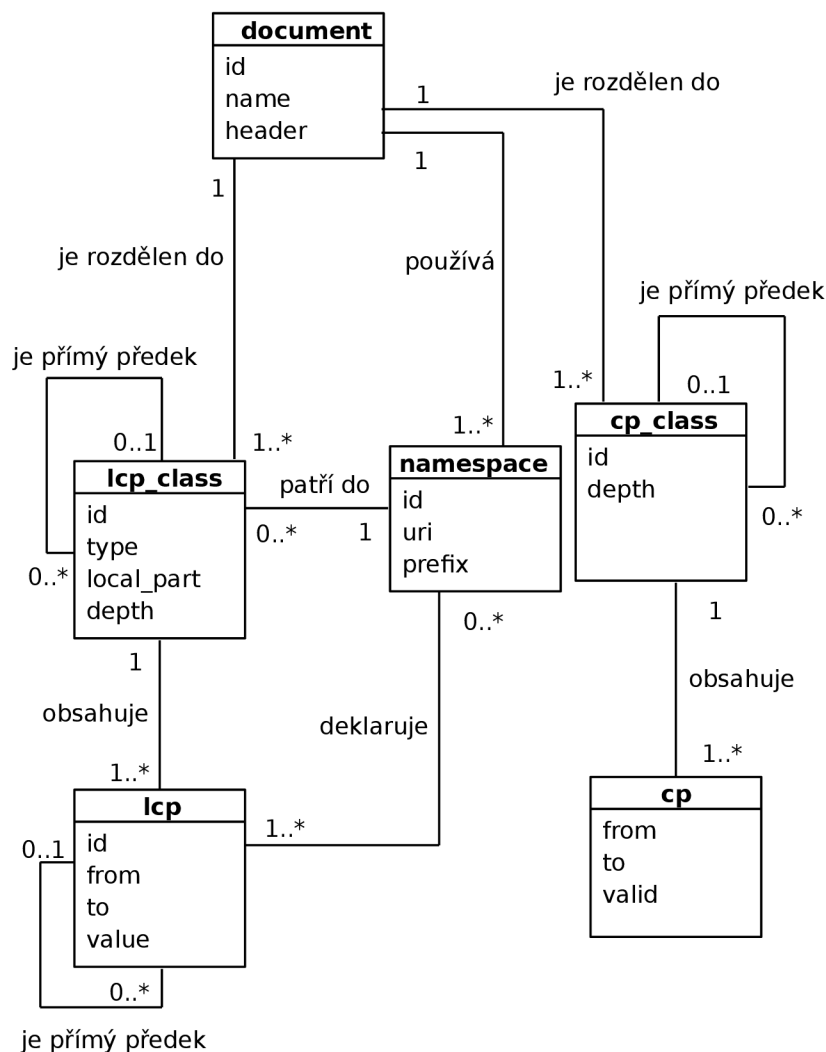 document
id
name
header
1
je rozdělen do
1
1
je rozdělen do
používá
je přímý předek
je přímý předek
0..1
1..*
0..1
1..*
1..*
cp_class
id
depth
0..*
lcp_class
id
type
local_part
depth
0..*
patří do
0..*
1
namespace
id
uri
prefix
0..*
1
1
obsahuje
obsahuje
deklaruje
1..*
1..*
lcp
id
from
to
value
0..1
1..*
cp
from
to
valid
0..*
je přímý předek